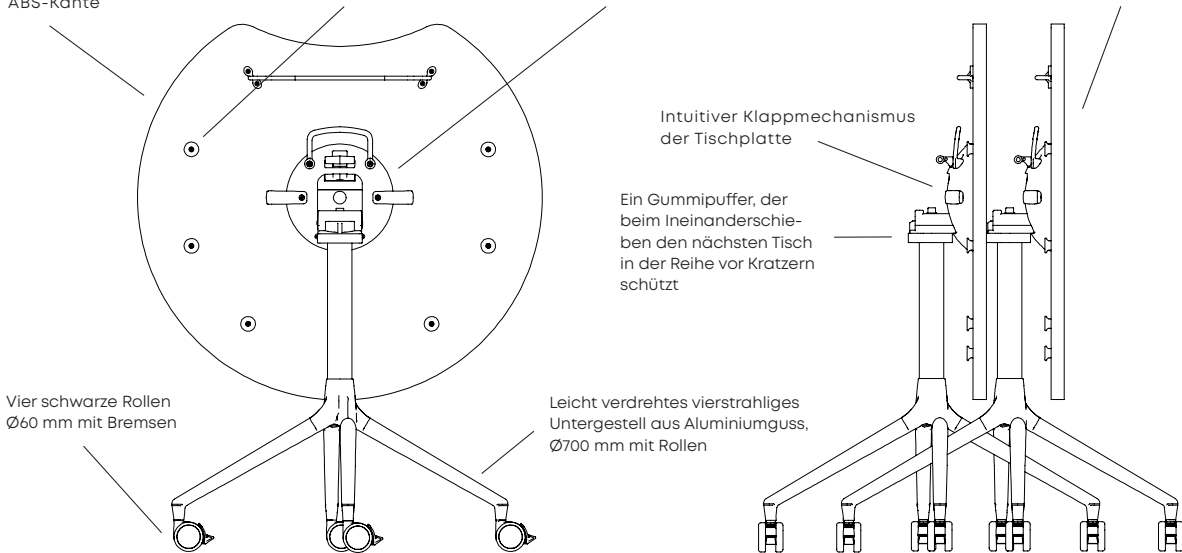 ABS-Kante
Intuitiver Klappmechanismus
der Tischplatte
Ein Gummipuffer, der
beim Ineinanderschie-
ben den nächsten Tisch
in der Reihe vor Kratzern
schützt
Vier schwarze Rollen
Ø60 mm mit Bremsen
Leicht verdrehtes vierstrahliges
Untergestell aus Aluminiumguss,
Ø700 mm mit Rollen